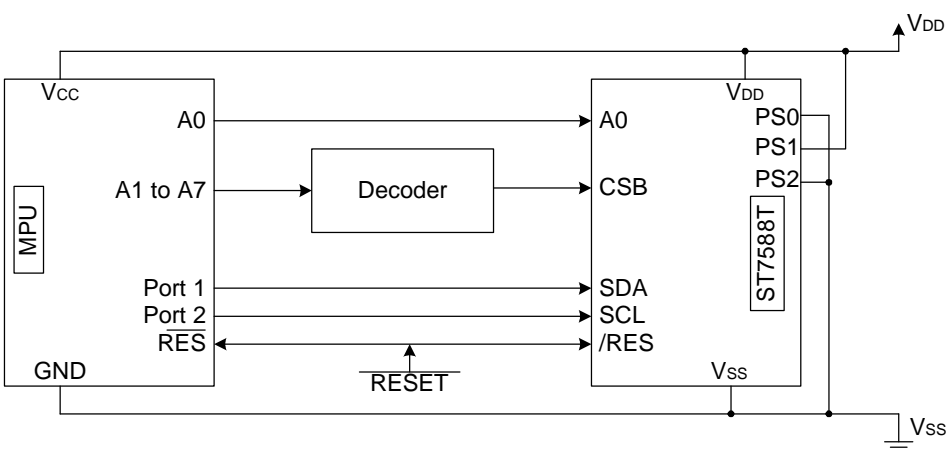 VDD
VCC
VDD
A0
A0
PS0
PS1
A1 to A7
Decoder
CSB
PS2
MPU
ST7588T
Port 1
SDA
Port 2
SCL
RES
/RES
GND
RESET
VSS
VSS